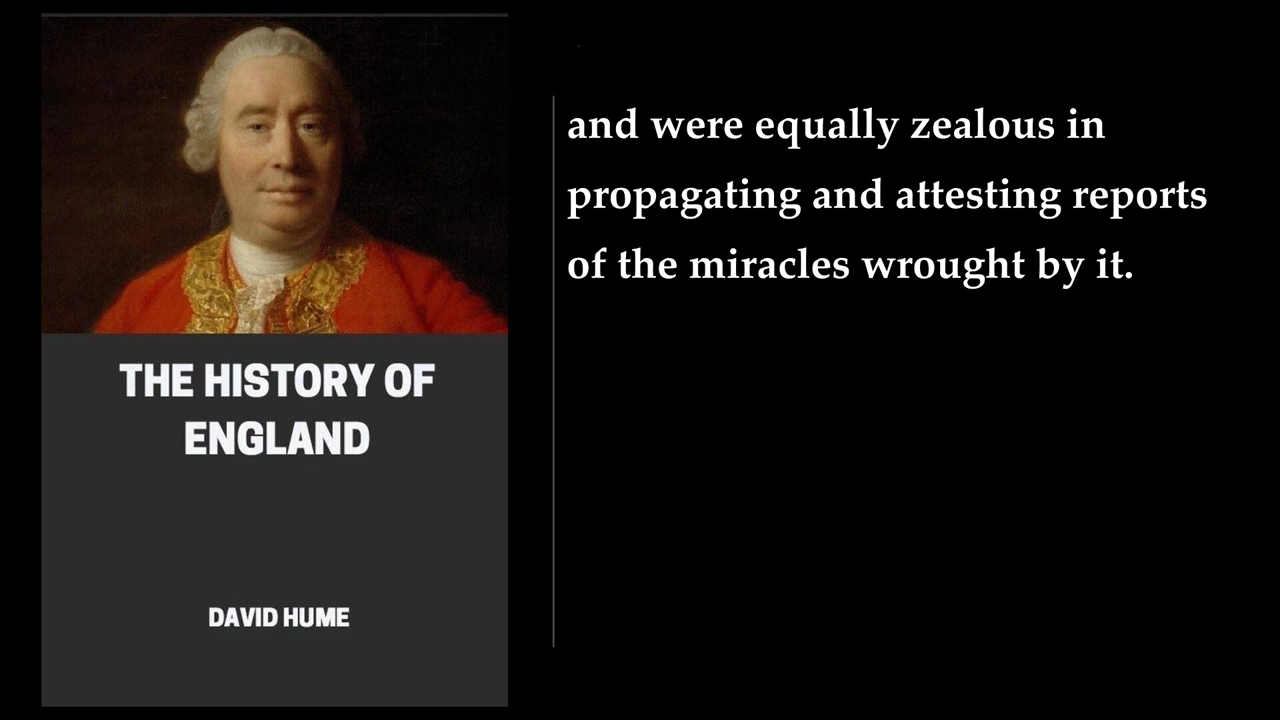 THE HISTORY OF
ENGLAND
DAVID HUME
and were equally zealous in
propagating and attesting reports
of the miracles wrought by it.